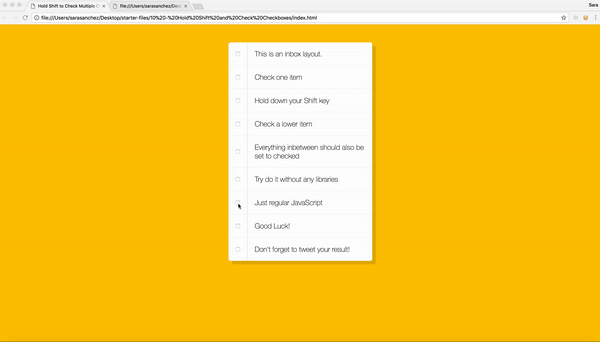 Hold Shift to Check Multiple C
file:///Users/sarasanchez/Des
Sara
file:///Users/sarasanchez/Desktop/starter-files/10%20-%20Hold%20Shift%20and%20Check%20Checkboxes/index.html
This is an inbox layout.
Check one item
Hold down your Shift key
Check a lower item
Everything inbetween should also be
set to checked
Try do it without any libraries
Just regular JavaScript
Good Luck!
Don't forget to tweet your result!